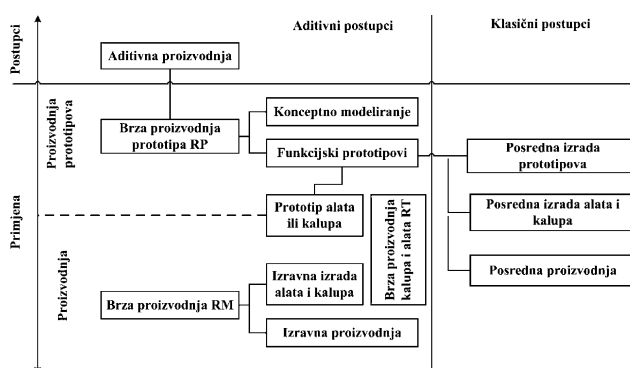 Aditivni postupci
Klasični postupci
Postupci
Aditivna proizvodnja
Primjena
Proizvodnja
prototipova
Brza proizvodnja
prototipa RP
Konceptno modeliranje
Funkcijski prototipovi
Posredna izrada
prototipova
Prototip alata
ili kalupa
Brza proizvodnja
kalupa i alata RT
Posredna izrada alata i
kalupa
Posredna proizvodnja
Proizvodnja
Brza proizvodnja RM
Izravna izrada
alata i kalupa
Izravna proizvodnja